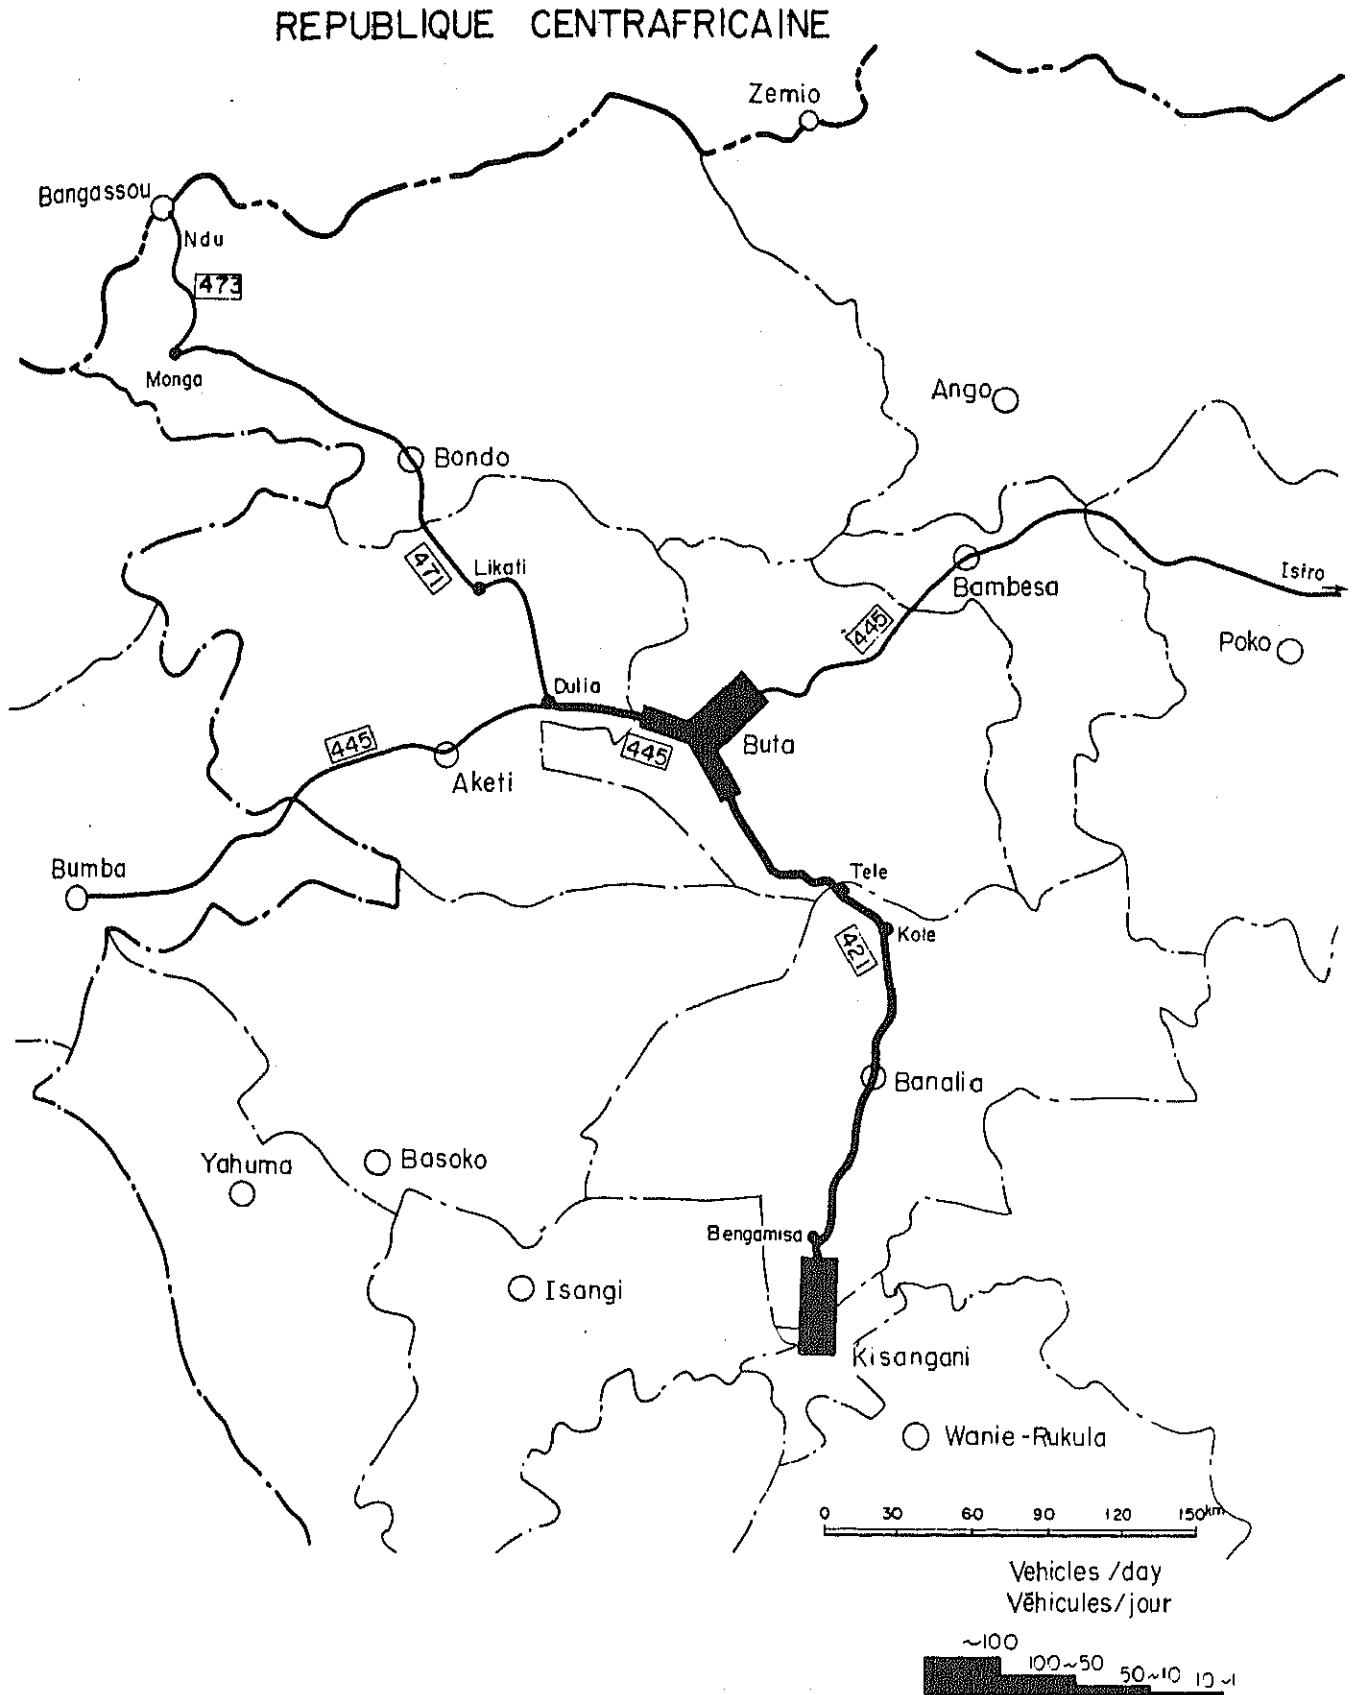 REPUBLIQUE CENTRAFRICAINE
Zemio
Bangassou
Ndu
473
Monga
Ango
Bondo
471
Likati
Bambesa
Isiro
445
Poko
Dulia
445
445
Buta
Aketi
Bumba
Tele
Kole
421
Banalia
Yahuma
Basoko
Bengamisa
Isangi
Kisangani
Wanie-Rukula
0 30 60 90 120 150km
Vehicles /day
Véhicules/jour
~100
100~50
50~10
10~1